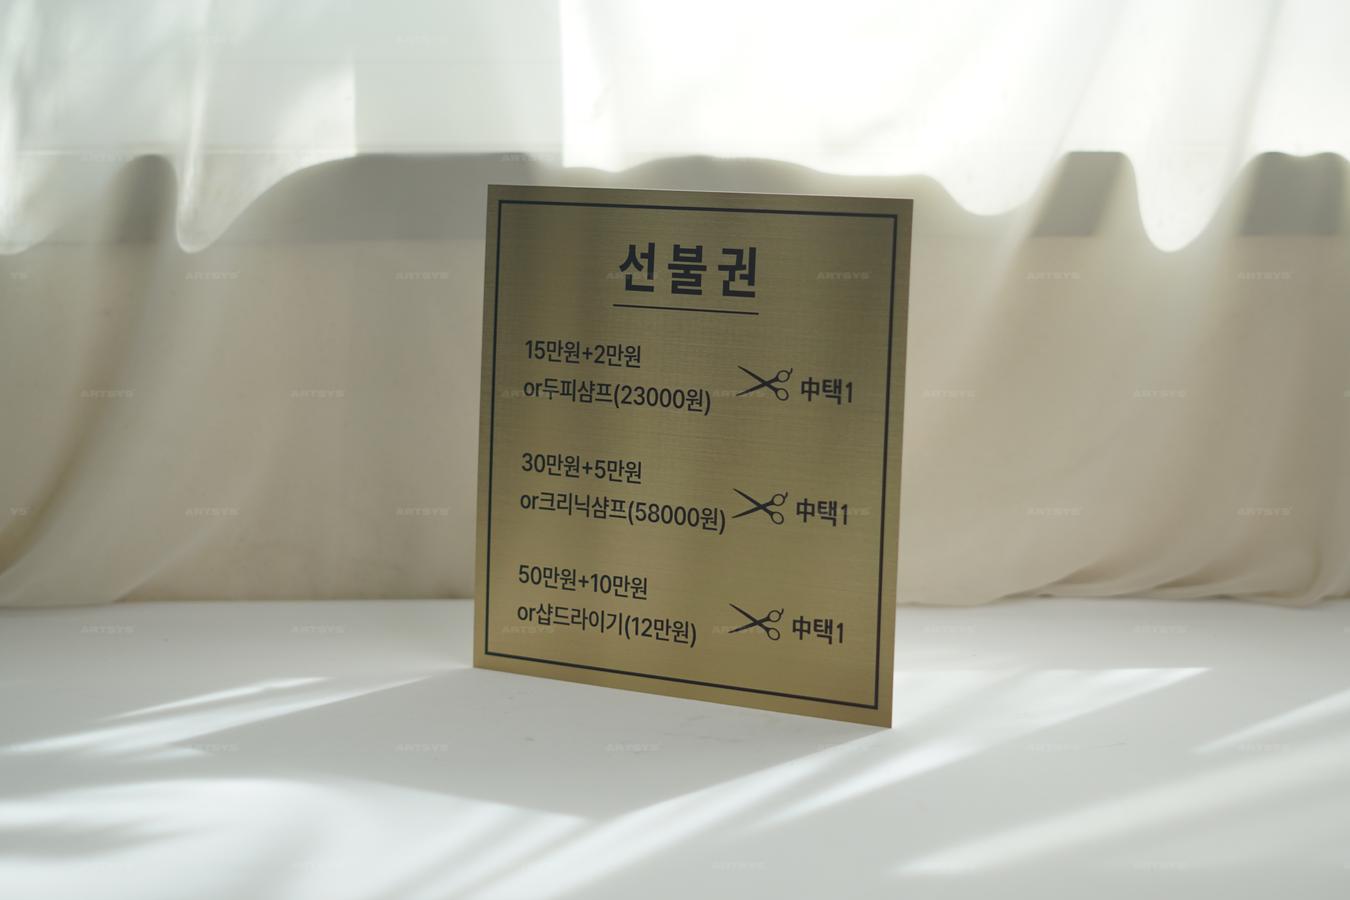 선불권
15만원+2만원
or두피샴프(23000원)
中택1
30만원+5만원
or크리닉샴프(58000원)
中택1
50만원+10만원
or샵드라이기(12만원)
中택1
ARTSYS